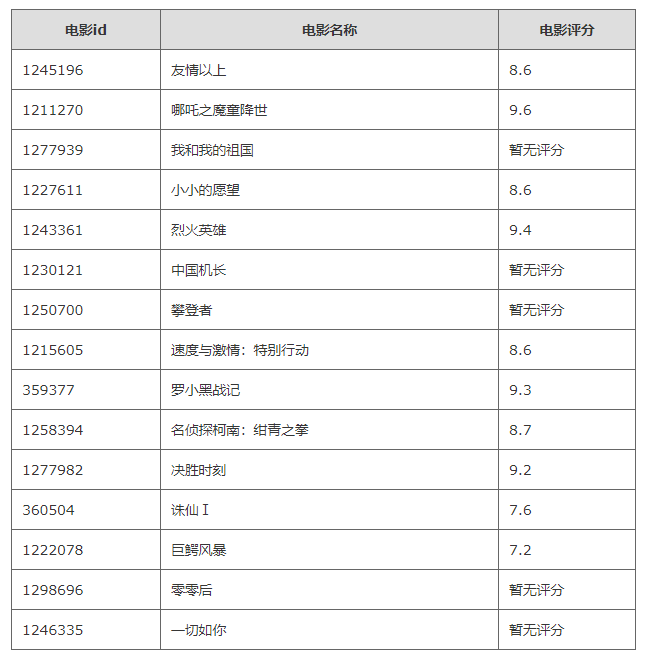 电影id 电影名称 电影评分
1245196 友情以上 8.6
1211270 哪吒之魔童降世 9.6
1277939 我和我的祖国 暂无评分
1227611 小小的愿望 8.6
1243361 烈火英雄 9.4
1230121 中国机长 暂无评分
1250700 攀登者 暂无评分
1215605 速度与激情：特别行动 8.6
359377 罗小黑战记 9.3
1258394 名侦探柯南：绀青之拳 8.7
1277982 决胜时刻 9.2
360504 诛仙Ⅰ 7.6
1222078 巨鳄风暴 7.2
1298696 零零后 暂无评分
1246335 一切如你 暂无评分